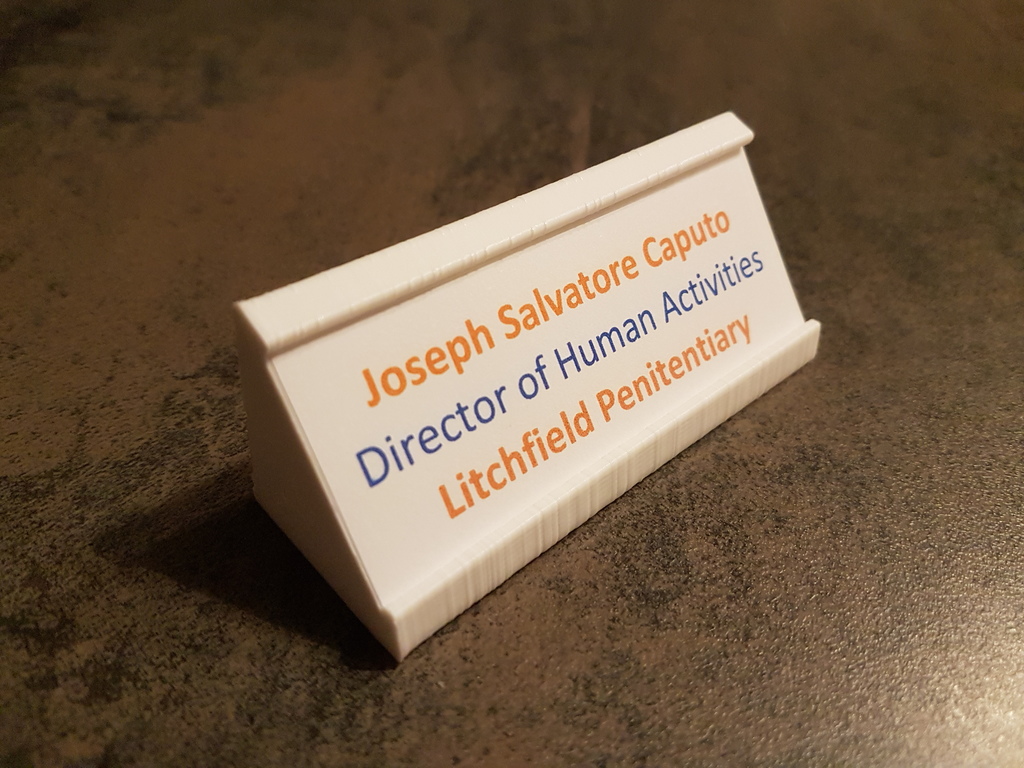 Joseph Salvatore Caputo
Director of Human Activities
Litchfield Penitentiary